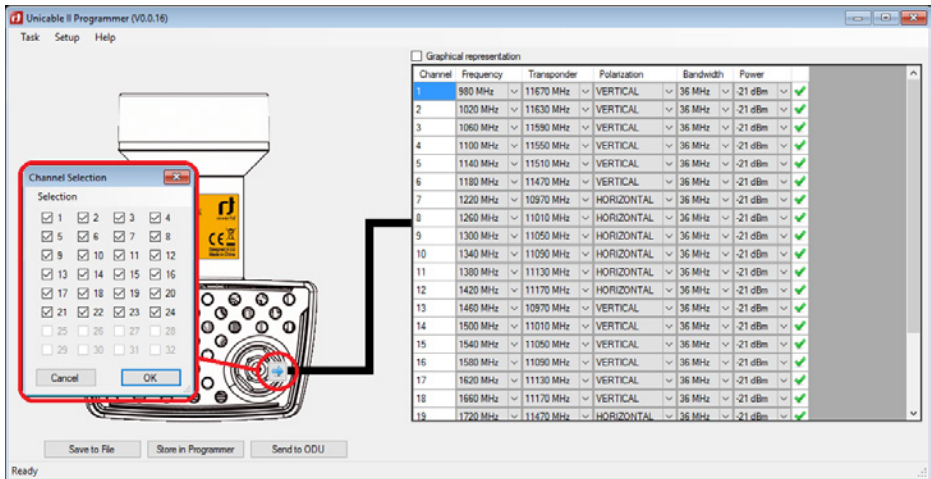 Unicable II Programmer (V0.0.16)
Task Setup Help
Graphical representation
Channel Frequency Transponder Polarization Bandwidth Power
1 980 MHz 11670 MHz VERTICAL 36 MHz -21 dBm
2 1020 MHz 11630 MHz VERTICAL 36 MHz -21 dBm
3 1060 MHz 11590 MHz VERTICAL 36 MHz -21 dBm
4 1100 MHz 11550 MHz VERTICAL 36 MHz -21 dBm
5 1140 MHz 11510 MHz VERTICAL 36 MHz -21 dBm
6 1180 MHz 11470 MHz VERTICAL 36 MHz -21 dBm
7 1220 MHz 10970 MHz HORIZONTAL 36 MHz -21 dBm
8 1260 MHz 11010 MHz HORIZONTAL 36 MHz -21 dBm
9 1300 MHz 11050 MHz HORIZONTAL 36 MHz -21 dBm
10 1340 MHz 11090 MHz HORIZONTAL 36 MHz -21 dBm
11 1380 MHz 11130 MHz HORIZONTAL 36 MHz -21 dBm
12 1420 MHz 11170 MHz HORIZONTAL 36 MHz -21 dBm
13 1460 MHz 10970 MHz VERTICAL 36 MHz -21 dBm
14 1500 MHz 11010 MHz VERTICAL 36 MHz -21 dBm
15 1540 MHz 11050 MHz VERTICAL 36 MHz -21 dBm
16 1580 MHz 11090 MHz VERTICAL 36 MHz -21 dBm
17 1620 MHz 11130 MHz VERTICAL 36 MHz -21 dBm
18 1660 MHz 11170 MHz VERTICAL 36 MHz -21 dBm
19 1720 MHz 11470 MHz HORIZONTAL 36 MHz -21 dBm
Channel Selection
Selection
1 2 3 4
5 6 7 8
9 10 11 12
13 14 15 16
17 18 19 20
21 22 23 24
25 26 27 28
29 30 31 32
Cancel OK
CE
Save to File Store in Programmer Send to ODU
Ready